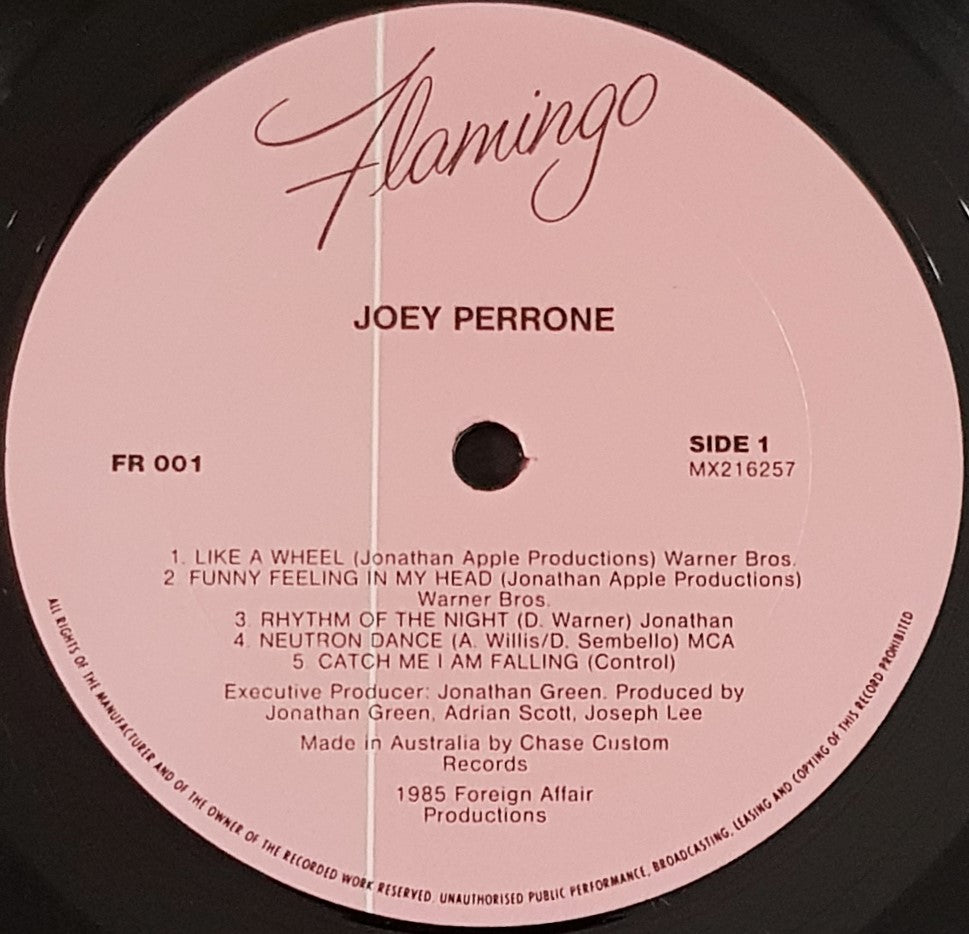 Flamingo
JOEY PERRONE
FR 001
SIDE 1
MX216257
1. LIKE A WHEEL (Jonathan Apple Productions) Warner Bros.
2 FUNNY FEELING IN MY HEAD (Jonathan Apple Productions)
Warner Bros.
3. RHYTHM OF THE NIGHT (D. Warner) Jonathan
4. NEUTRON DANCE (A. Willis/D. Sembello) MCA
5. CATCH ME I AM FALLING (Control)
Executive Producer: Jonathan Green. Produced by
Jonathan Green, Adrian Scott, Joseph Lee
Made in Australia by Chase Custom
Records
1985 Foreign Affair
Productions
ALL RIGHTS OF THE MANUFACTURER AND OF THE OWNER OF THE RECORDED WORK RESERVED. UNAUTHORISED PUBLIC PERFORMANCE, BROADCASTING, LEASING AND COPYING OF THIS RECORD PROHIBITED